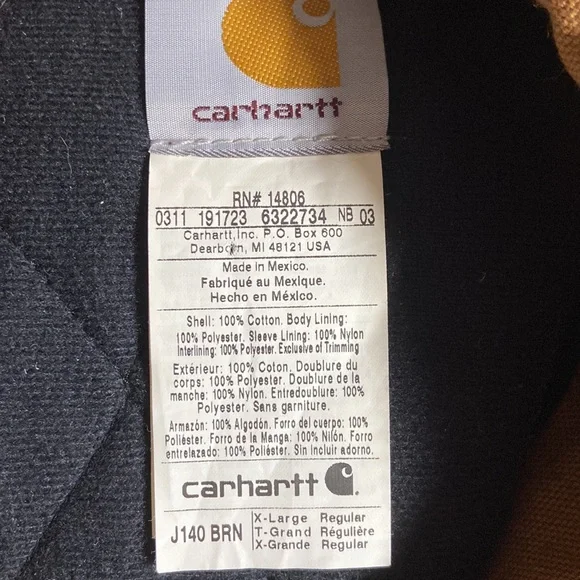 carhartt
RN# 14806
0311 191723 6322734 NB 03
Carhartt, Inc. P.O. Box 600
Dearborn, MI 48121 USA
Made in Mexico.
Fabriqué au Mexique.
Hecho en México.
Shell: 100% Cotton. Body Lining:
100% Polyester. Sleeve Lining: 100% Nylon
Interlining: 100% Polyester. Exclusive of Trimming
Extérieur: 100% Coton. Doublure du
corps: 100% Polyester. Doublure de la
manche: 100% Nylon. Entredoublure: 100%
Polyester. Sans garniture.
Armazón: 100% Algodón. Forro del cuerpo: 100%
Poliéster. Forro de la Manga: 100% Nilón. Forro
entrelazado: 100% Poliéster. Sin incluir adorno.
carhartt
J140 BRN X-Large Regular
T-Grand Régulière
X-Grande Regular